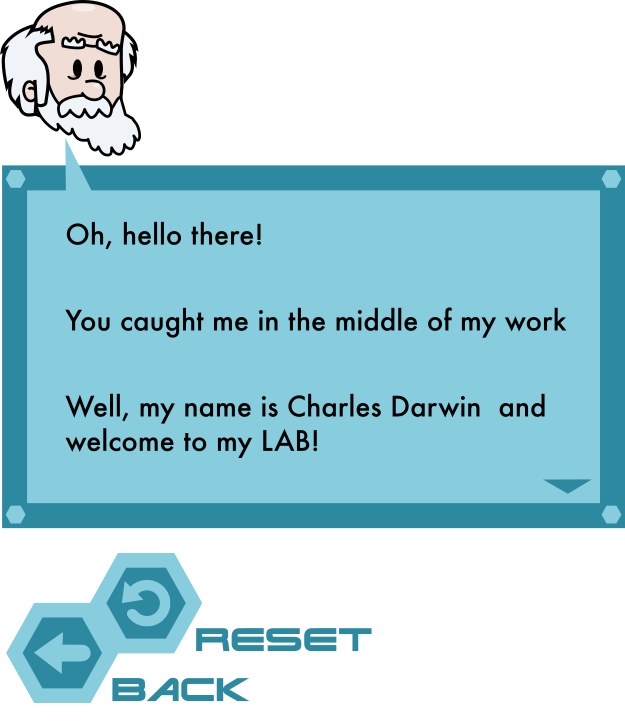 Oh, hello there!
You caught me in the middle of my work
Well, my name is Charles Darwin  and
welcome to my LAB!
RESET
BACK